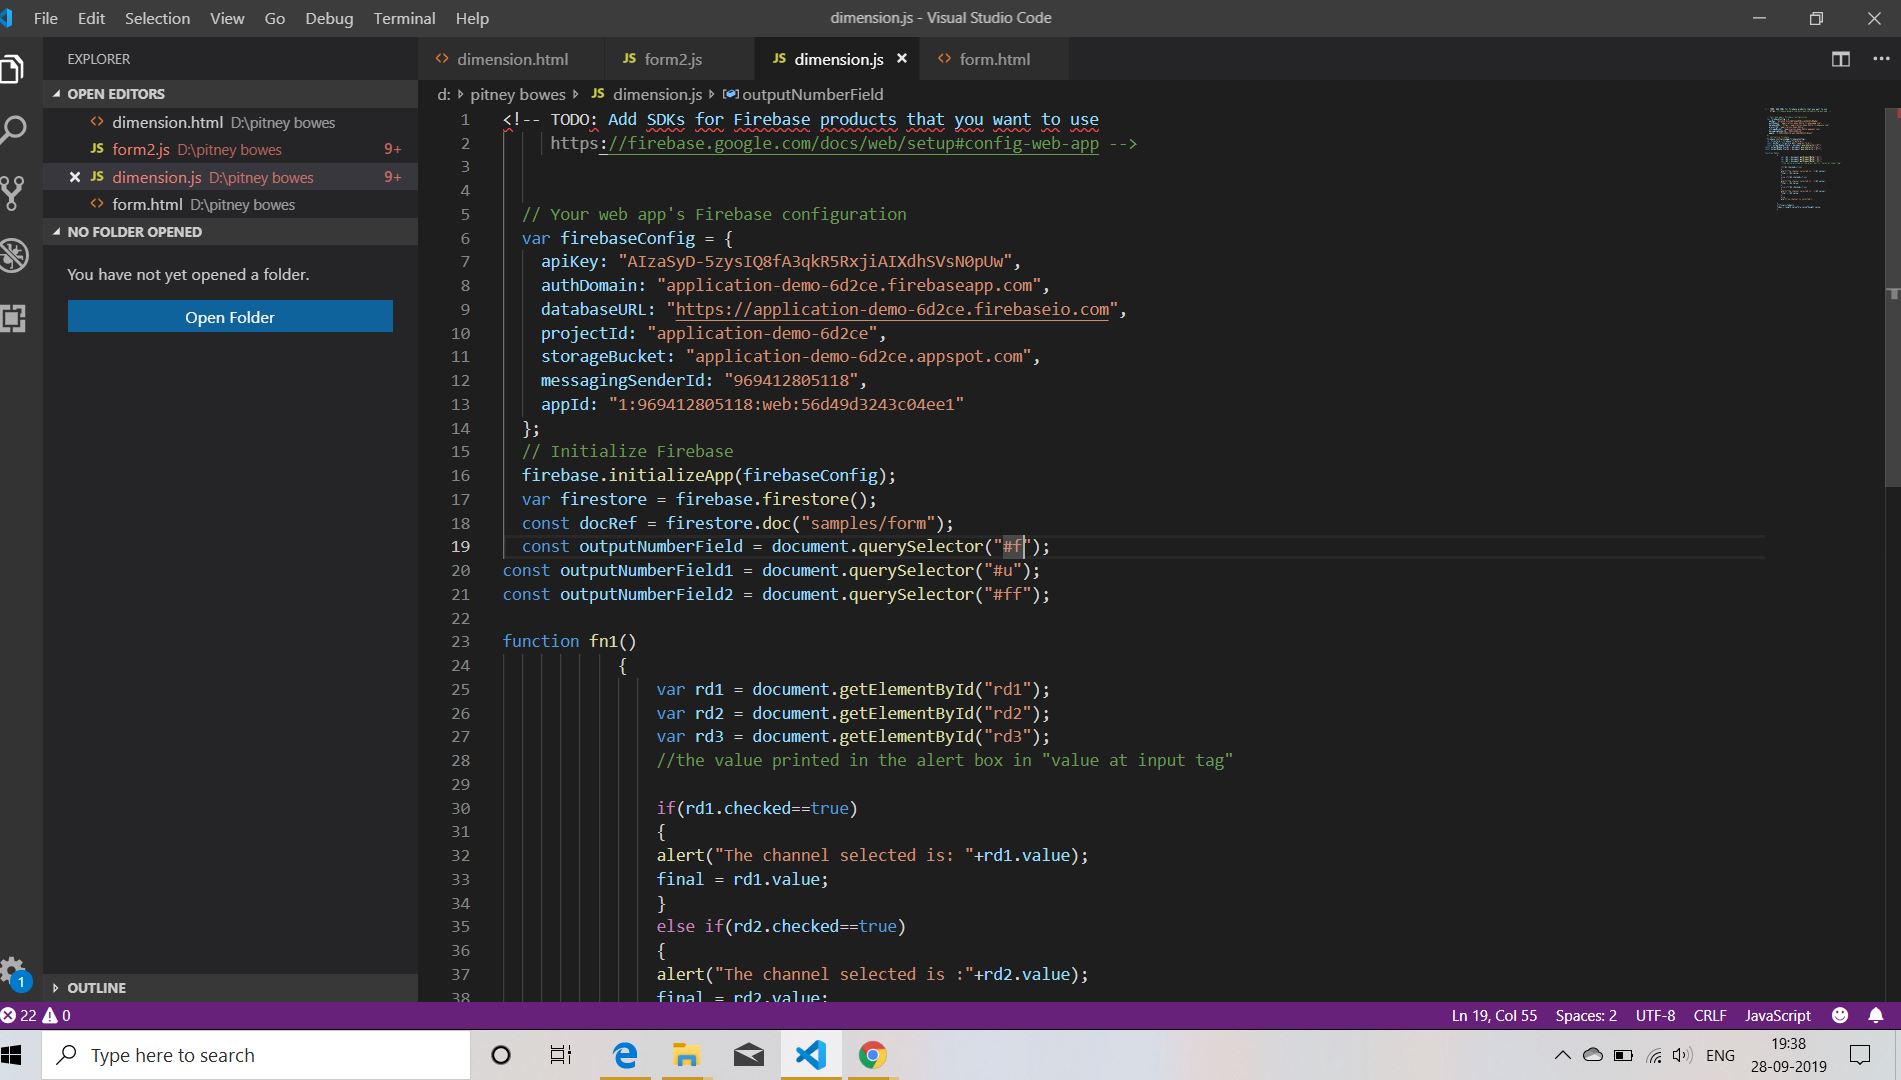 File Edit Selection View Go Debug Terminal Help
dimension.js - Visual Studio Code
EXPLORER
OPEN EDITORS
dimension.html D:\pitney bowes
JS form2.js D:\pitney bowes 9+
JS dimension.js D:\pitney bowes 9+
form.html D:\pitney bowes
NO FOLDER OPENED
You have not yet opened a folder.
Open Folder
OUTLINE
dimension.html JS form2.js JS dimension.js form.html
d: pitney bowes JS dimension.js outputNumberField
1 <!-- TODO: Add SDKs for Firebase products that you want to use
2 https://firebase.google.com/docs/web/setup#config-web-app -->
3
4
5 // Your web app's Firebase configuration
6 var firebaseConfig = {
7 apiKey: "AIzaSyD-5zysIQ8fA3qkR5RxjiAIXdhSVsN0pUw",
8 authDomain: "application-demo-6d2ce.firebaseapp.com",
9 databaseURL: "https://application-demo-6d2ce.firebaseio.com",
10 projectId: "application-demo-6d2ce",
11 storageBucket: "application-demo-6d2ce.appspot.com",
12 messagingSenderId: "969412805118",
13 appId: "1:969412805118:web:56d49d3243c04ee1"
14 };
15 // Initialize Firebase
16 firebase.initializeApp(firebaseConfig);
17 var firestore = firebase.firestore();
18 const docRef = firestore.doc("samples/form");
19 const outputNumberField = document.querySelector("#f");
20 const outputNumberField1 = document.querySelector("#u");
21 const outputNumberField2 = document.querySelector("#ff");
22
23 function fn1()
24 {
25 var rd1 = document.getElementById("rd1");
26 var rd2 = document.getElementById("rd2");
27 var rd3 = document.getElementById("rd3");
28 //the value printed in the alert box in "value at input tag"
29
30 if(rd1.checked==true)
31 {
32 alert("The channel selected is: "+rd1.value);
33 final = rd1.value;
34 }
35 else if(rd2.checked==true)
36 {
37 alert("The channel selected is :"+rd2.value);
38 final = rd2.value;
1
22 0
Ln 19, Col 55 Spaces: 2 UTF-8 CRLF JavaScript
Type here to search
ENG
19:38
28-09-2019